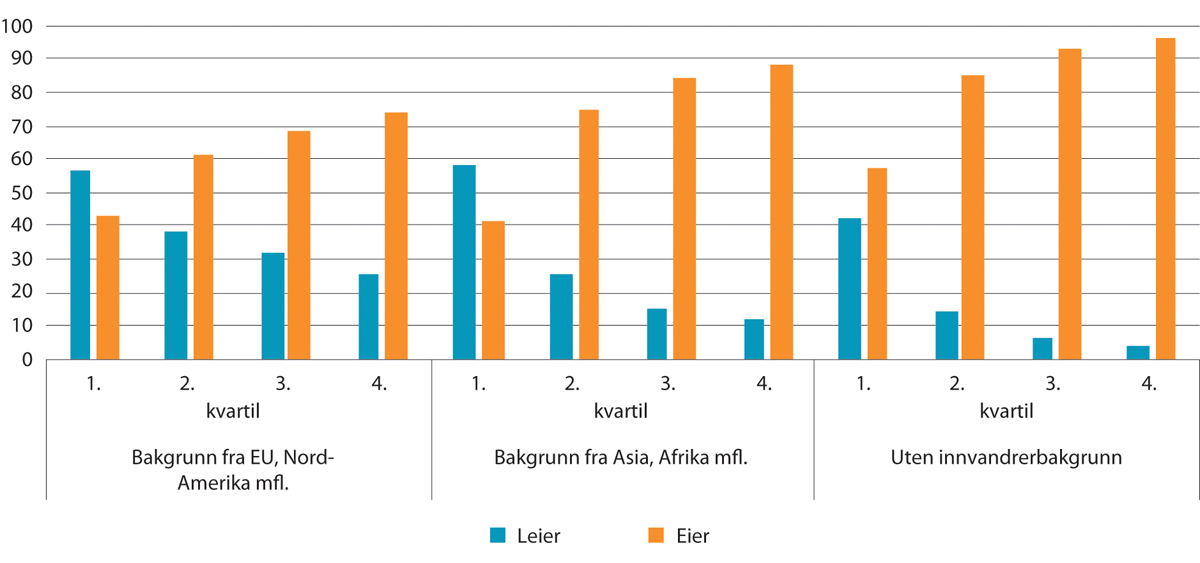 100
90
80
70
60
50
40
30
20
10
0
1. 2. 3. 4. 1. 2. 3. 4. 1. 2. 3. 4.
kvartil kvartil kvartil
Bakgrunn fra EU, Nord- Bakgrunn fra Asia, Afrika mfl. Uten innvandrerbakgrunn
Amerika mfl.
Leier Eier